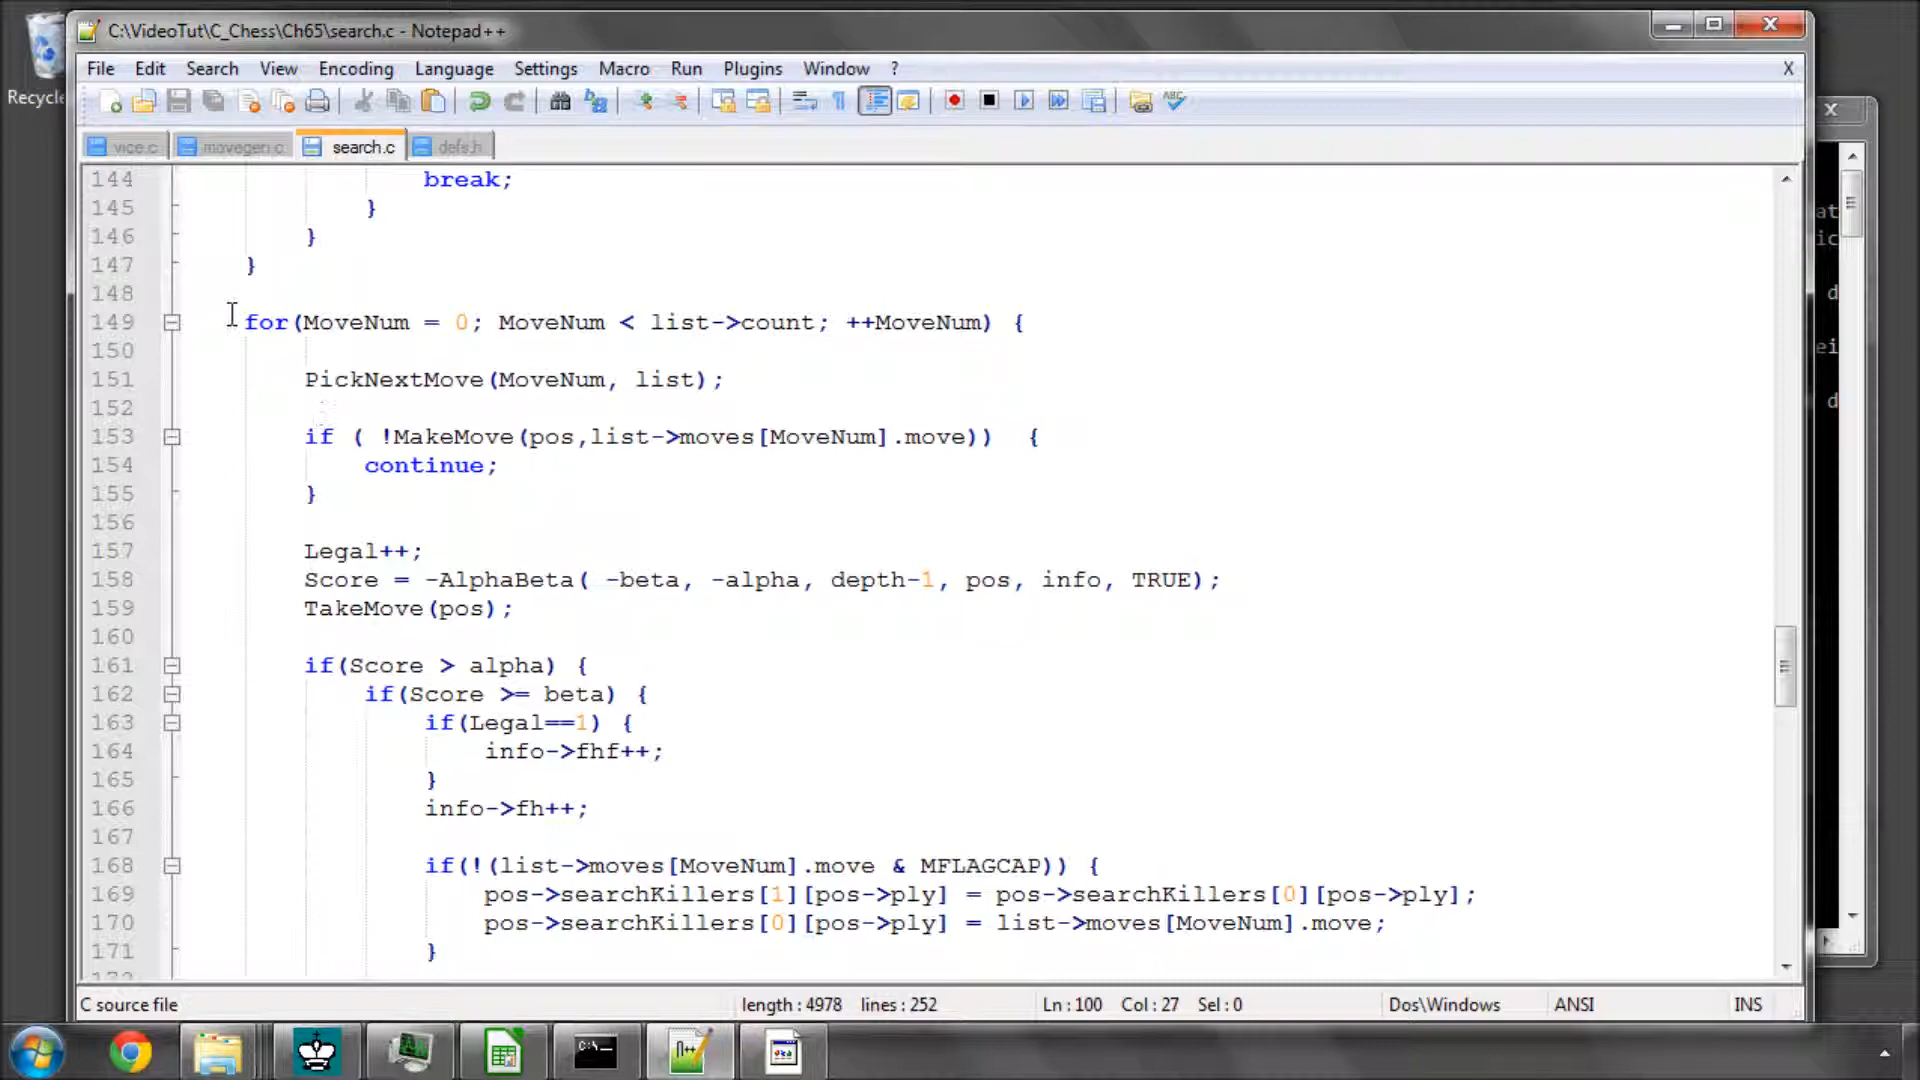 C:\VideoTut\C_Chess\Ch65\search.c - Notepad++
File Edit Search View Encoding Language Settings Macro Run Plugins Window ? X
Recycle
vice.c movegen.c search.c defs.h
144 break;
145 }
146 }
147 }
148
149 for(MoveNum = 0; MoveNum < list->count; ++MoveNum) {
150
151 PickNextMove(MoveNum, list);
152
153 if ( !MakeMove(pos,list->moves[MoveNum].move))  {
154 continue;
155 }
156
157 Legal++;
158 Score = -AlphaBeta( -beta, -alpha, depth-1, pos, info, TRUE);
159 TakeMove(pos);
160
161 if(Score > alpha) {
162 if(Score >= beta) {
163 if(Legal==1) {
164 info->fhf++;
165 }
166 info->fh++;
167
168 if(!(list->moves[MoveNum].move & MFLAGCAP)) {
169 pos->searchKillers[1][pos->ply] = pos->searchKillers[0][pos->ply];
170 pos->searchKillers[0][pos->ply] = list->moves[MoveNum].move;
171 }
172
at
ic
d
ei
d
C source file length : 4978 lines : 252 Ln : 100 Col : 27 Sel : 0 Dos\Windows ANSI INS